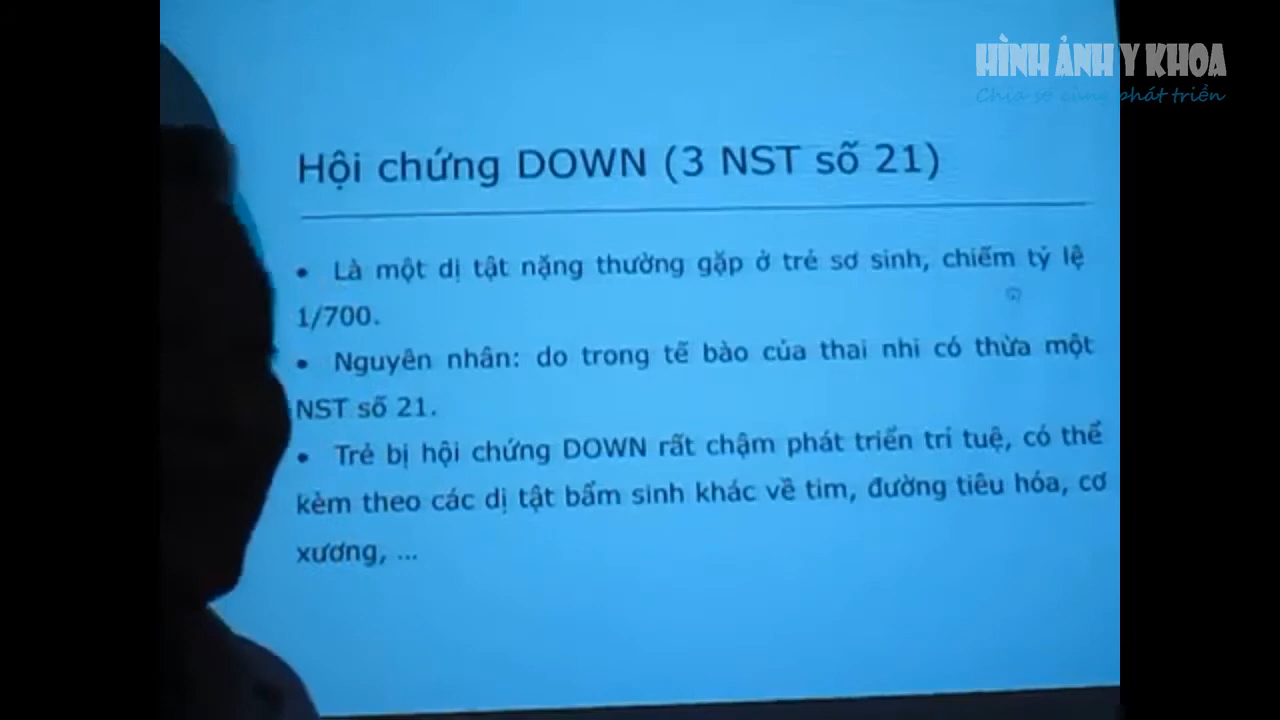 HÌNH ẢNH Y KHOA
Chia sẻ cùng phát triển
Hội chứng DOWN (3 NST số 21)
• Là một dị tật nặng thường gặp ở trẻ sơ sinh, chiếm tỷ lệ
1/700.
• Nguyên nhân: do trong tế bào của thai nhi có thừa một
NST số 21.
• Trẻ bị hội chứng DOWN rất chậm phát triển trí tuệ, có thể
kèm theo các dị tật bẩm sinh khác về tim, đường tiêu hóa, cơ
xương, ...